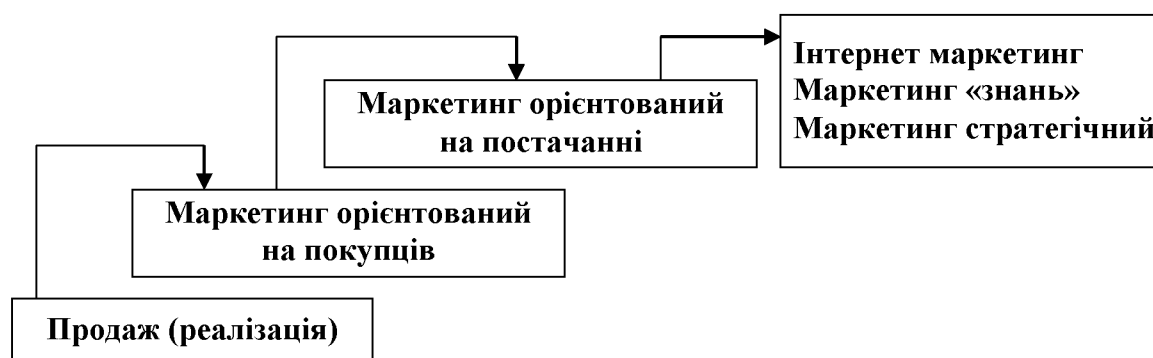 Інтернет маркетинг
Маркетинг «знань»
Маркетинг стратегічний
Маркетинг орієнтований
на постачанні
Маркетинг орієнтований
на покупців
Продаж (реалізація)